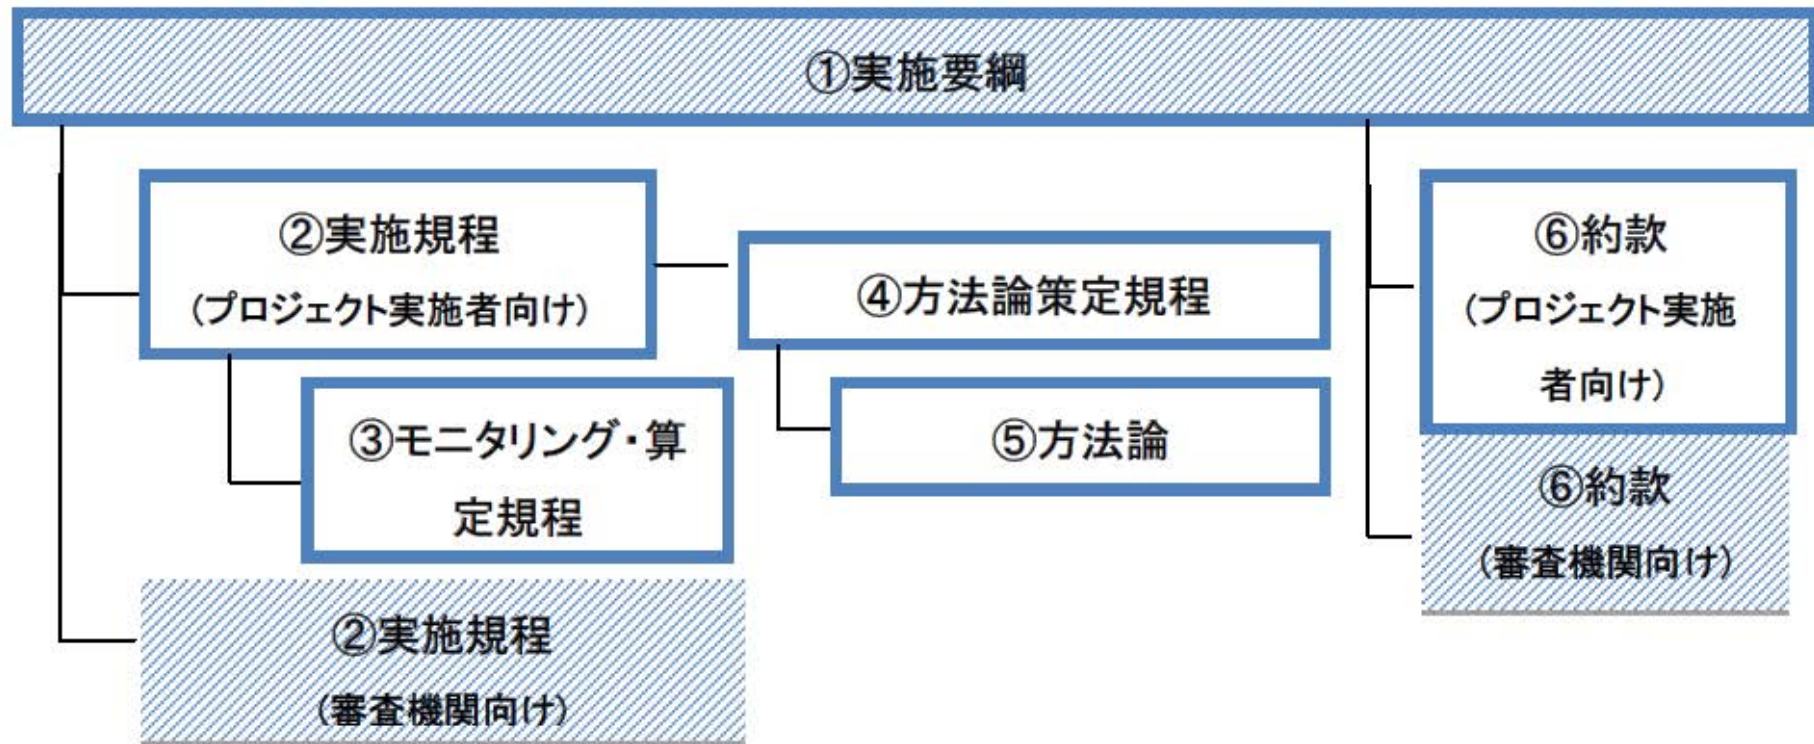 ①実施要綱
②実施規程
(プロジェクト実施者向け)
③モニタリング・算
定規程
②実施規程
(審査機関向け)
④方法論策定規程
⑤方法論
⑥約款
(プロジェクト実施
者向け)
⑥約款
(審査機関向け)